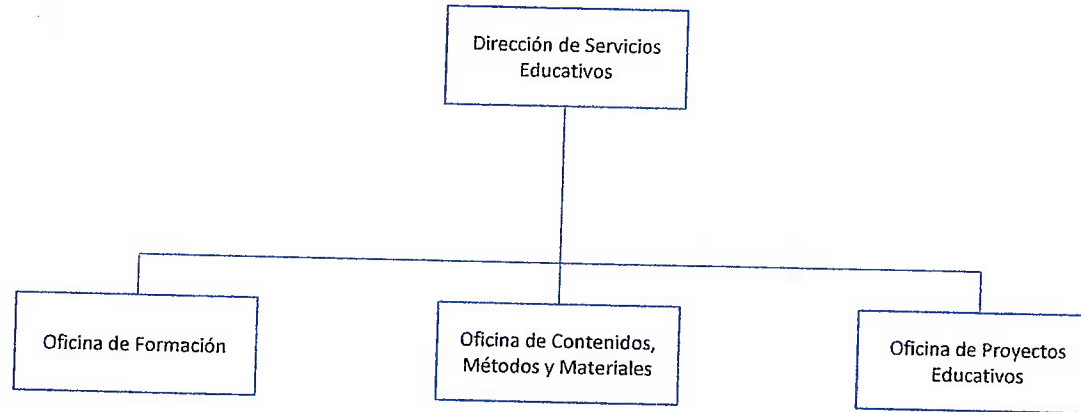 Dirección de Servicios
Educativos
Oficina de Formación
Oficina de Contenidos,
Métodos y Materiales
Oficina de Proyectos
Educativos